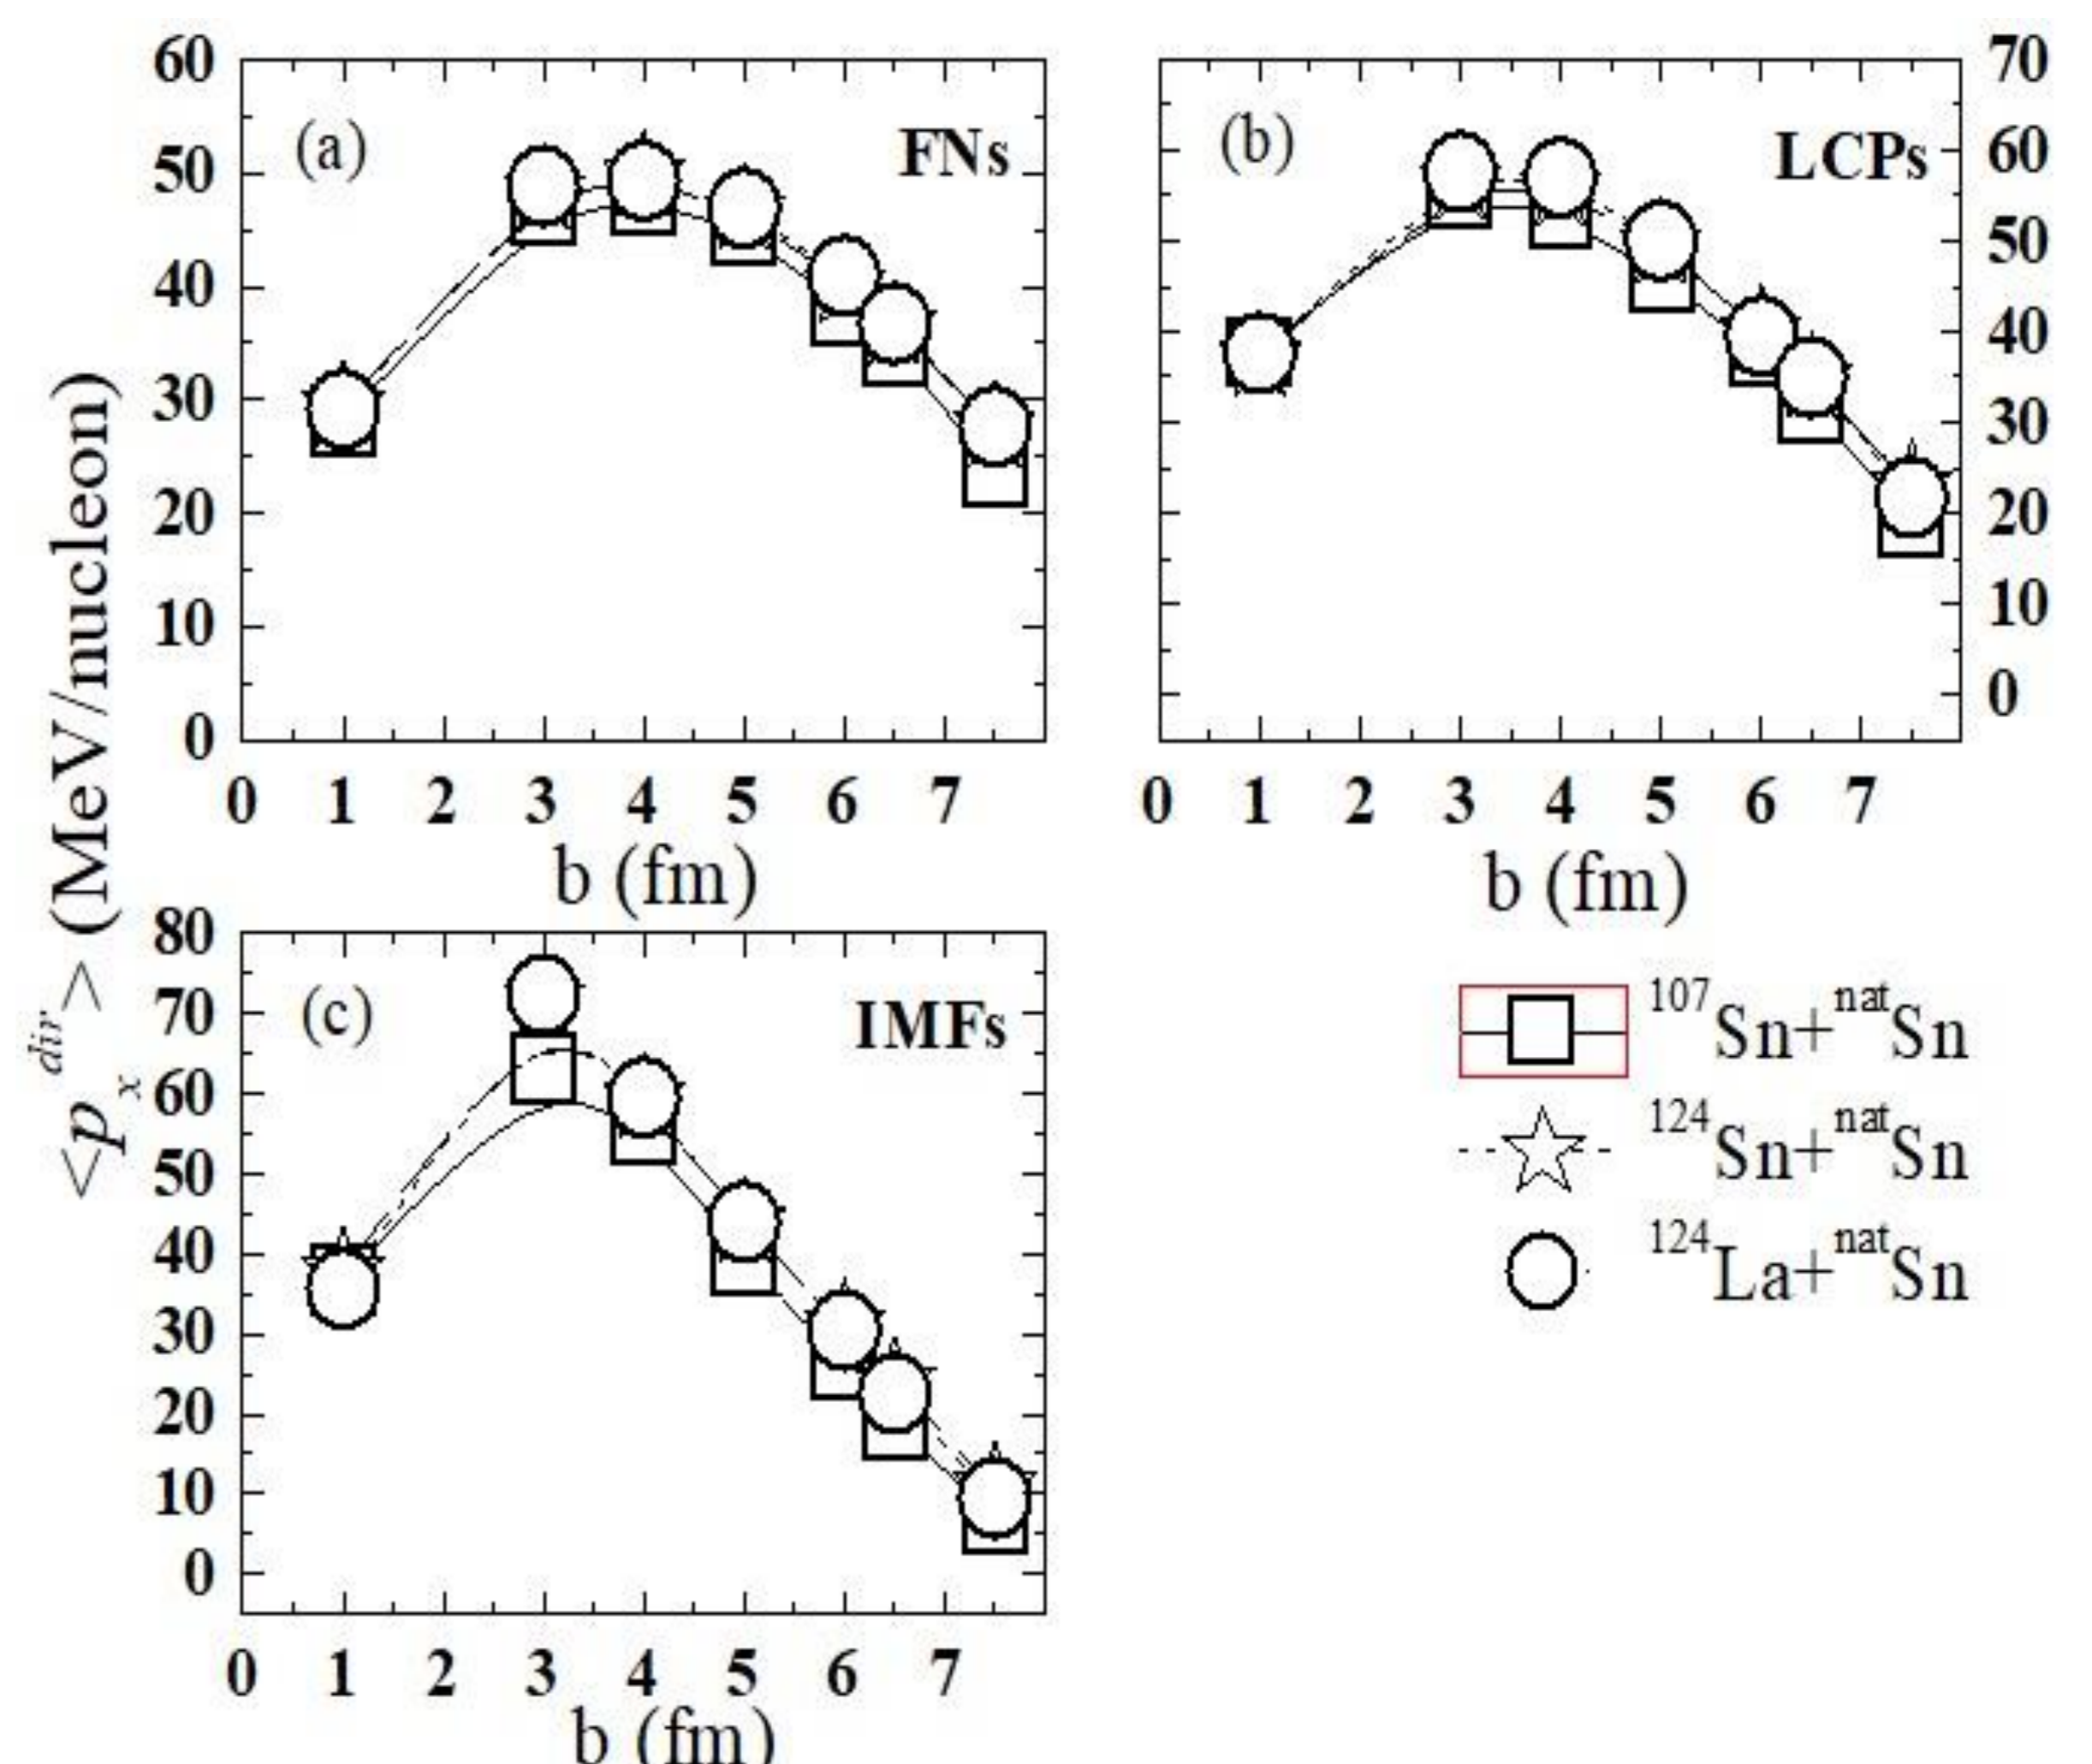 <p_x^dir> (MeV/nucleon)
(a) FNs
60
50
40
30
20
10
0
0 1 2 3 4 5 6 7
b (fm)
(b) LCPs
70
60
50
40
30
20
10
0
0 1 2 3 4 5 6 7
b (fm)
(c) IMFs
80
70
60
50
40
30
20
10
0
0 1 2 3 4 5 6 7
b (fm)
¹⁰⁷Sn+ⁿᵃᵗSn
¹²⁴Sn+ⁿᵃᵗSn
¹²⁴La+ⁿᵃᵗSn